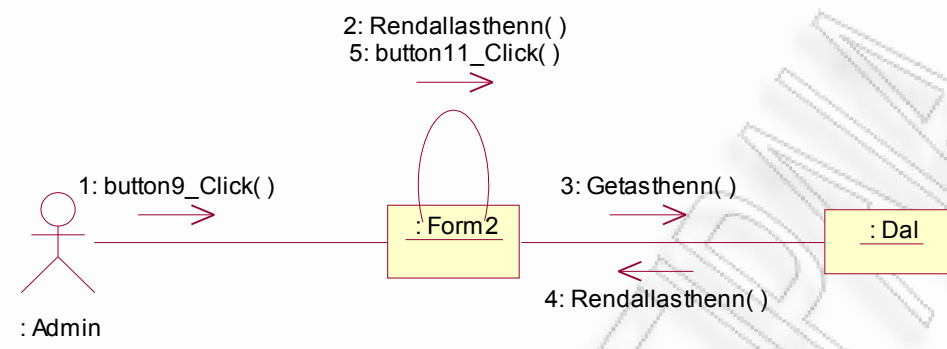 2: Rendallasthenn( )
5: button11_Click( )
1: button9_Click( )
3: Getasthenn( )
: Form2
: Dal
4: Rendallasthenn( )
: Admin